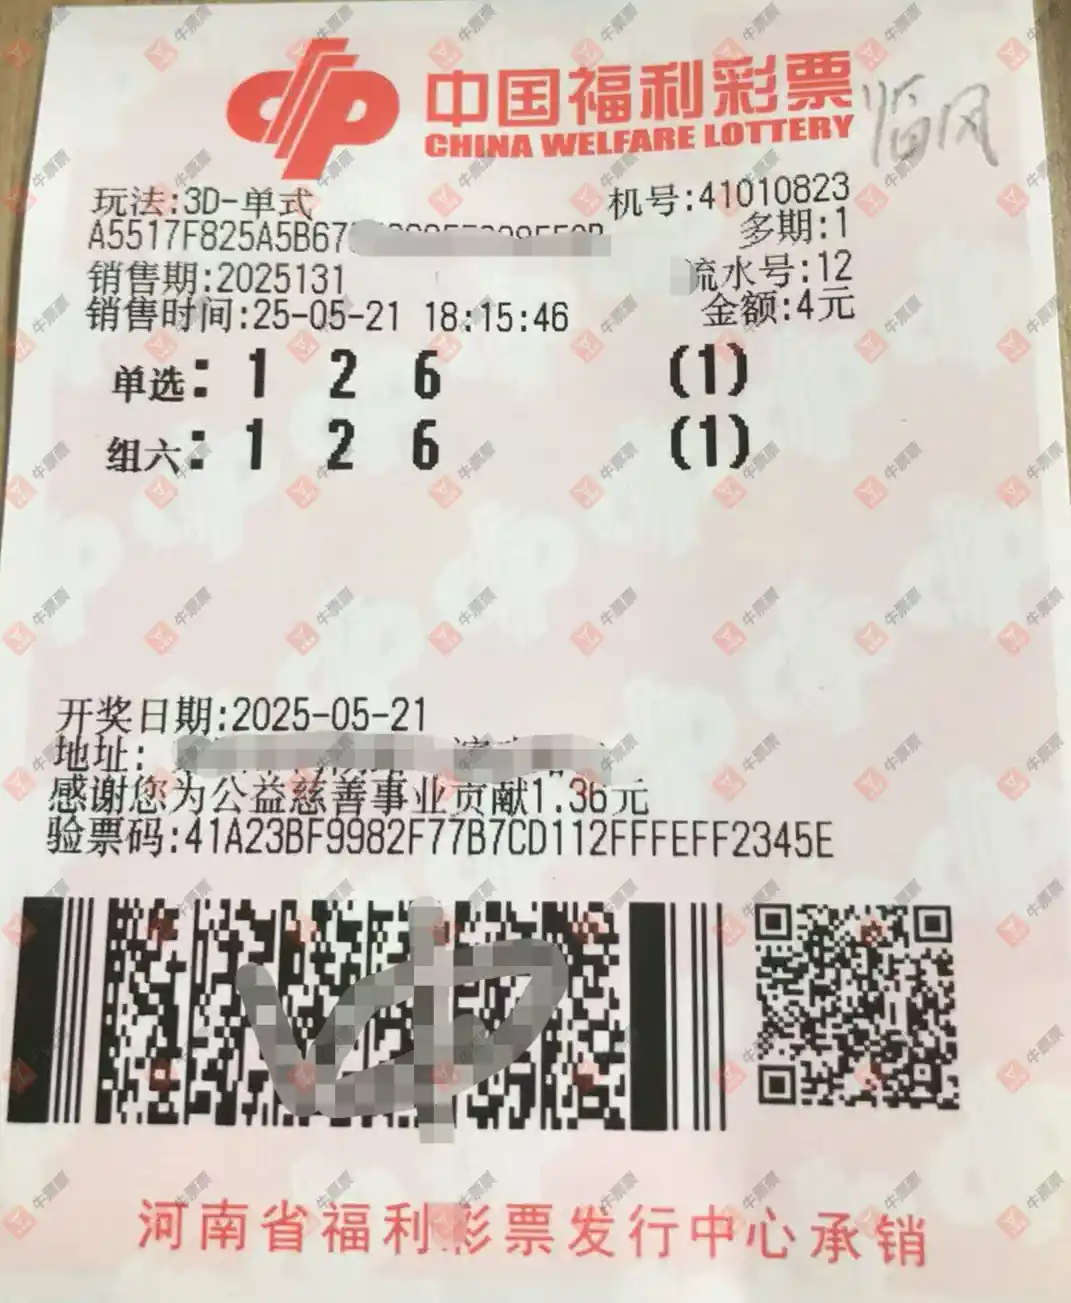 中国福利彩票
CHINA WELFARE LOTTERY
临风
玩法:3D-单式
机号:41010823
A5517F825A5B67
多期:1
销售期:2025131
流水号:12
销售时间:25-05-21 18:15:46
金额:4元
单选: 1 2 6 (1)
组六: 1 2 6 (1)
开奖日期:2025-05-21
地址:
感谢您为公益慈善事业贡献1.36元
验票码:41A23BF9982F77B7CD112FFFEFF2345E
河南省福利彩票发行中心承销
牛票票